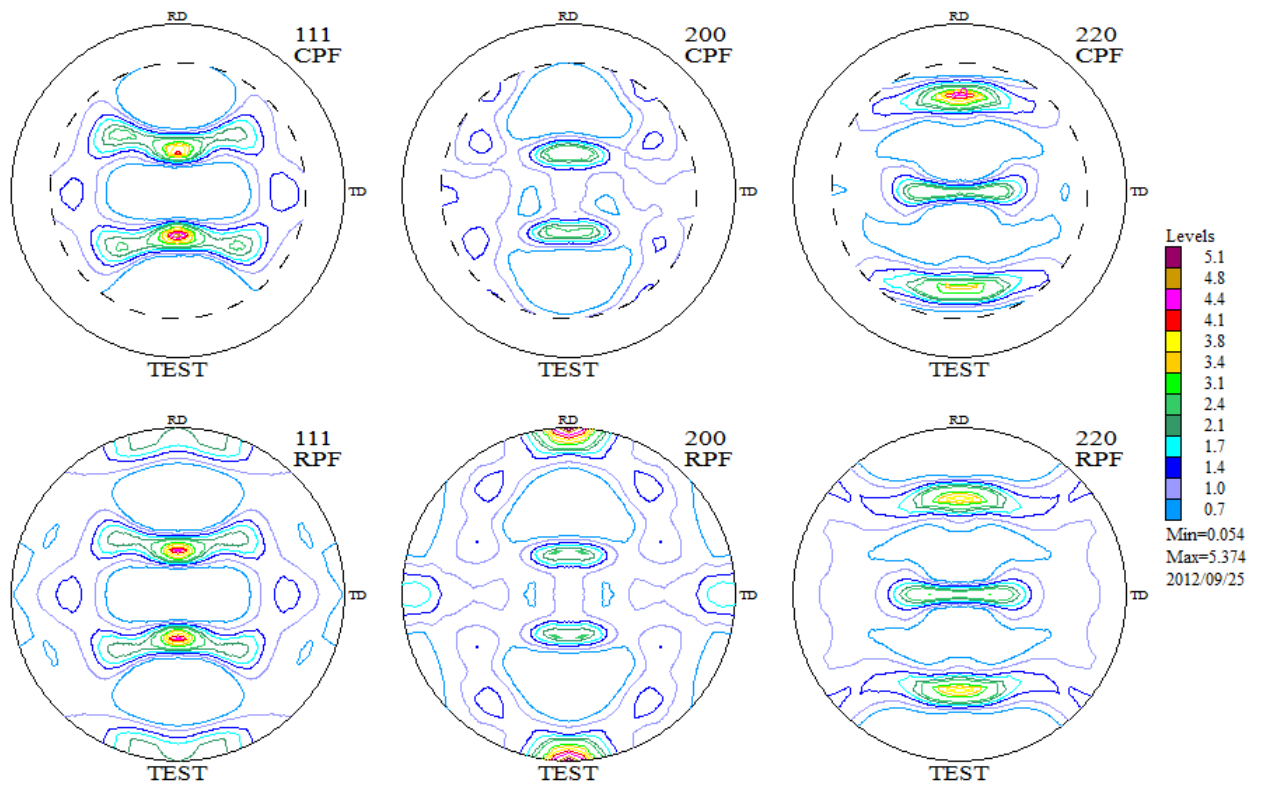 RD
111
CPF
TD
TEST
RD
200
CPF
TD
TEST
RD
220
CPF
TD
TEST
Levels
5.1
4.8
4.4
4.1
3.8
3.4
3.1
2.4
2.1
1.7
1.4
1.0
0.7
Min=0.054
Max=5.374
2012/09/25
RD
111
RPF
TD
TEST
RD
200
RPF
TD
TEST
RD
220
RPF
TD
TEST